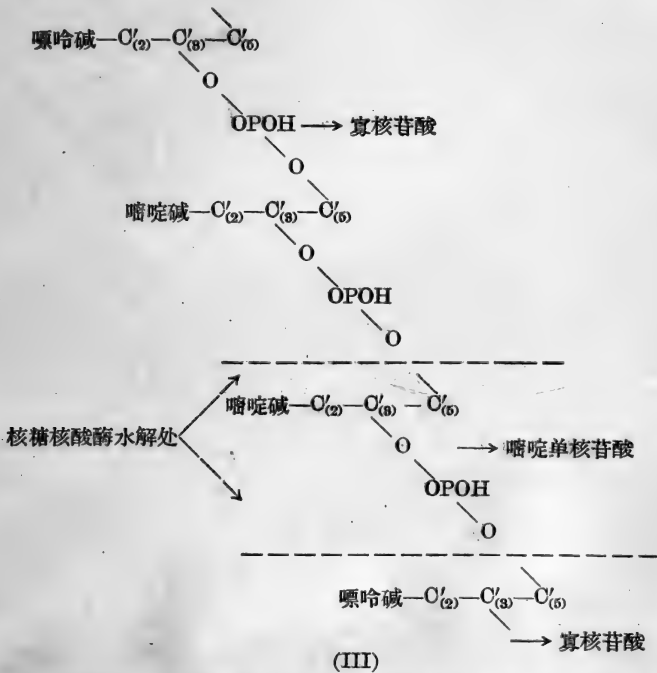 嘌呤碱—C′(2)—C′(3)—C′(5)
O
OPOH → 寡核苷酸
O
嘧啶碱—C′(2)—C′(3)—C′(5)
O
OPOH
O
嘧啶碱—C′(2)—C′(3)—C′(5)
核糖核酸酶水解处
O → 嘧啶单核苷酸
OPOH
O
嘌呤碱—C′(2)—C′(3)—C′(5)
→ 寡核苷酸
(III)